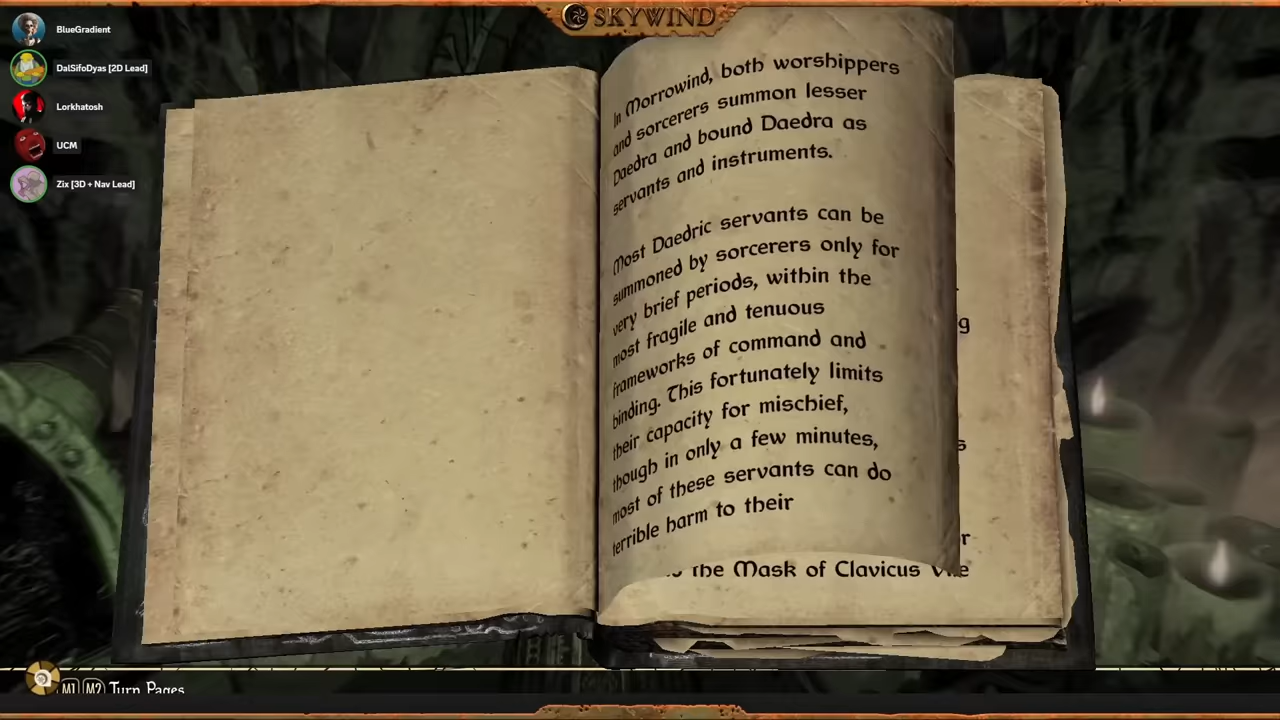 SKYWIND
BlueGradient
DalSifoDyas [2D Lead]
Lorkhatosh
UCM
Zix [3D + Nav Lead]
In Morrowind, both worshippers
and sorcerers summon lesser
Daedra and bound Daedra as
servants and instruments.
Most Daedric servants can be
summoned by sorcerers only for
very brief periods, within the
most fragile and tenuous
frameworks of command and
binding. This fortunately limits
their capacity for mischief,
though in only a few minutes,
most of these servants can do
terrible harm to their
the Mask of Clavicus Vile
M1 M2 Turn Pages